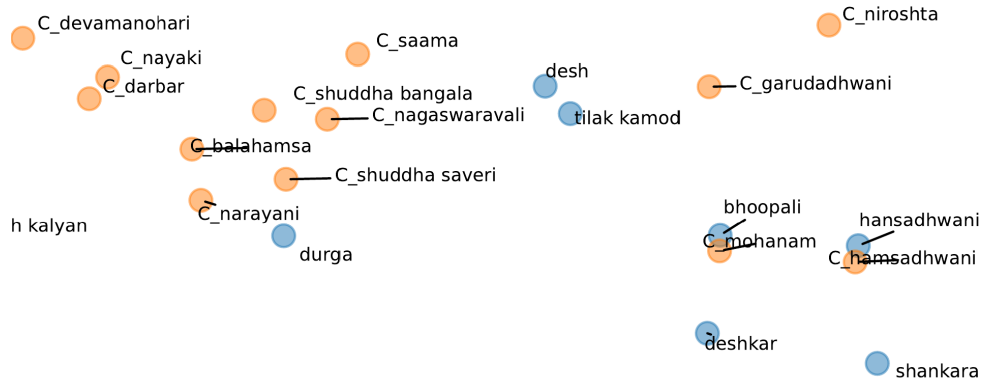 C_niroshta
C_devamanohari
C_saama
C_nayaki
desh
C_garudadhwani
C_darbar
C_shuddha bangala
C_nagaswaravali
tilak kamod
C_balahamsa
C_shuddha saveri
bhoopali
C_narayani
hansadhwani
h kalyan
C_mohanam
durga
C_hamsadhwani
deshkar
shankara